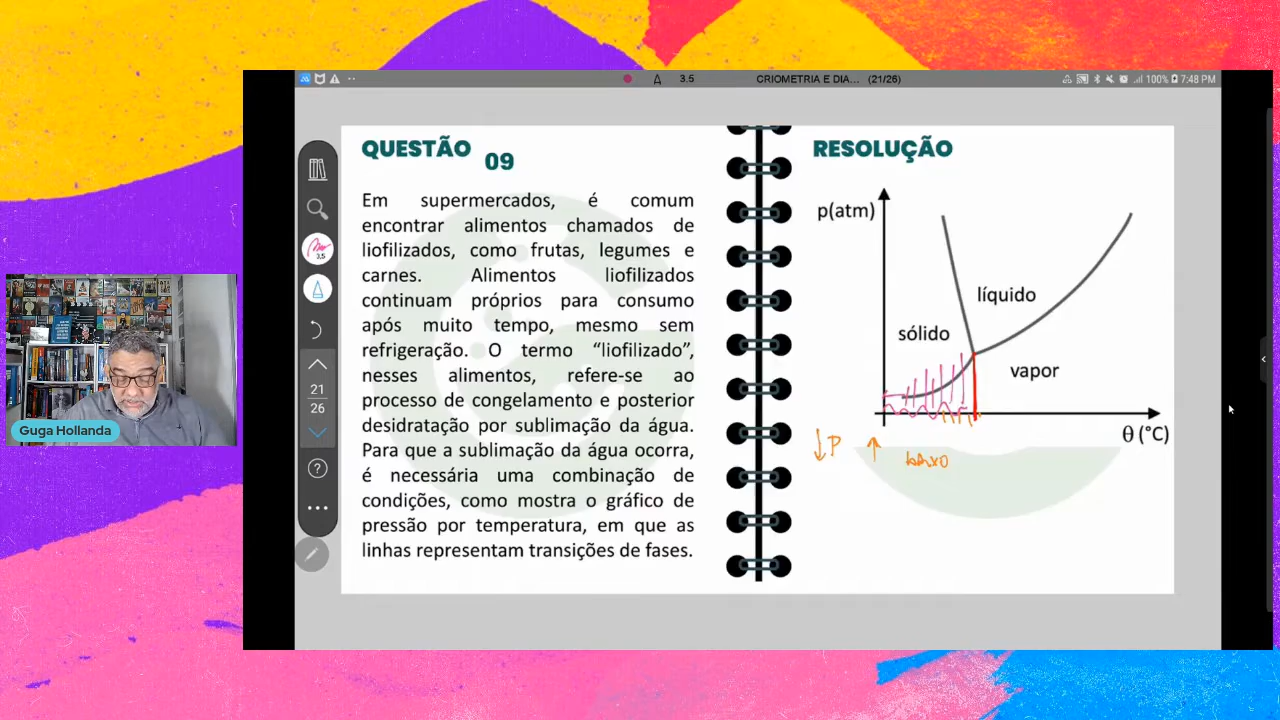 3.5
CRIOMETRIA E DIA... (21/26)
100% 7:48 PM
QUESTÃO 09
Em supermercados, é comum
encontrar alimentos chamados de
liofilizados, como frutas, legumes e
carnes. Alimentos liofilizados
continuam próprios para consumo
após muito tempo, mesmo sem
refrigeração. O termo “liofilizado”,
nesses alimentos, refere-se ao
processo de congelamento e posterior
desidratação por sublimação da água.
Para que a sublimação da água ocorra,
é necessária uma combinação de
condições, como mostra o gráfico de
pressão por temperatura, em que as
linhas representam transições de fases.
RESOLUÇÃO
p(atm)
líquido
sólido
vapor
θ (°C)
↓P ↑ baixo
3.5
21
26
Guga Hollanda